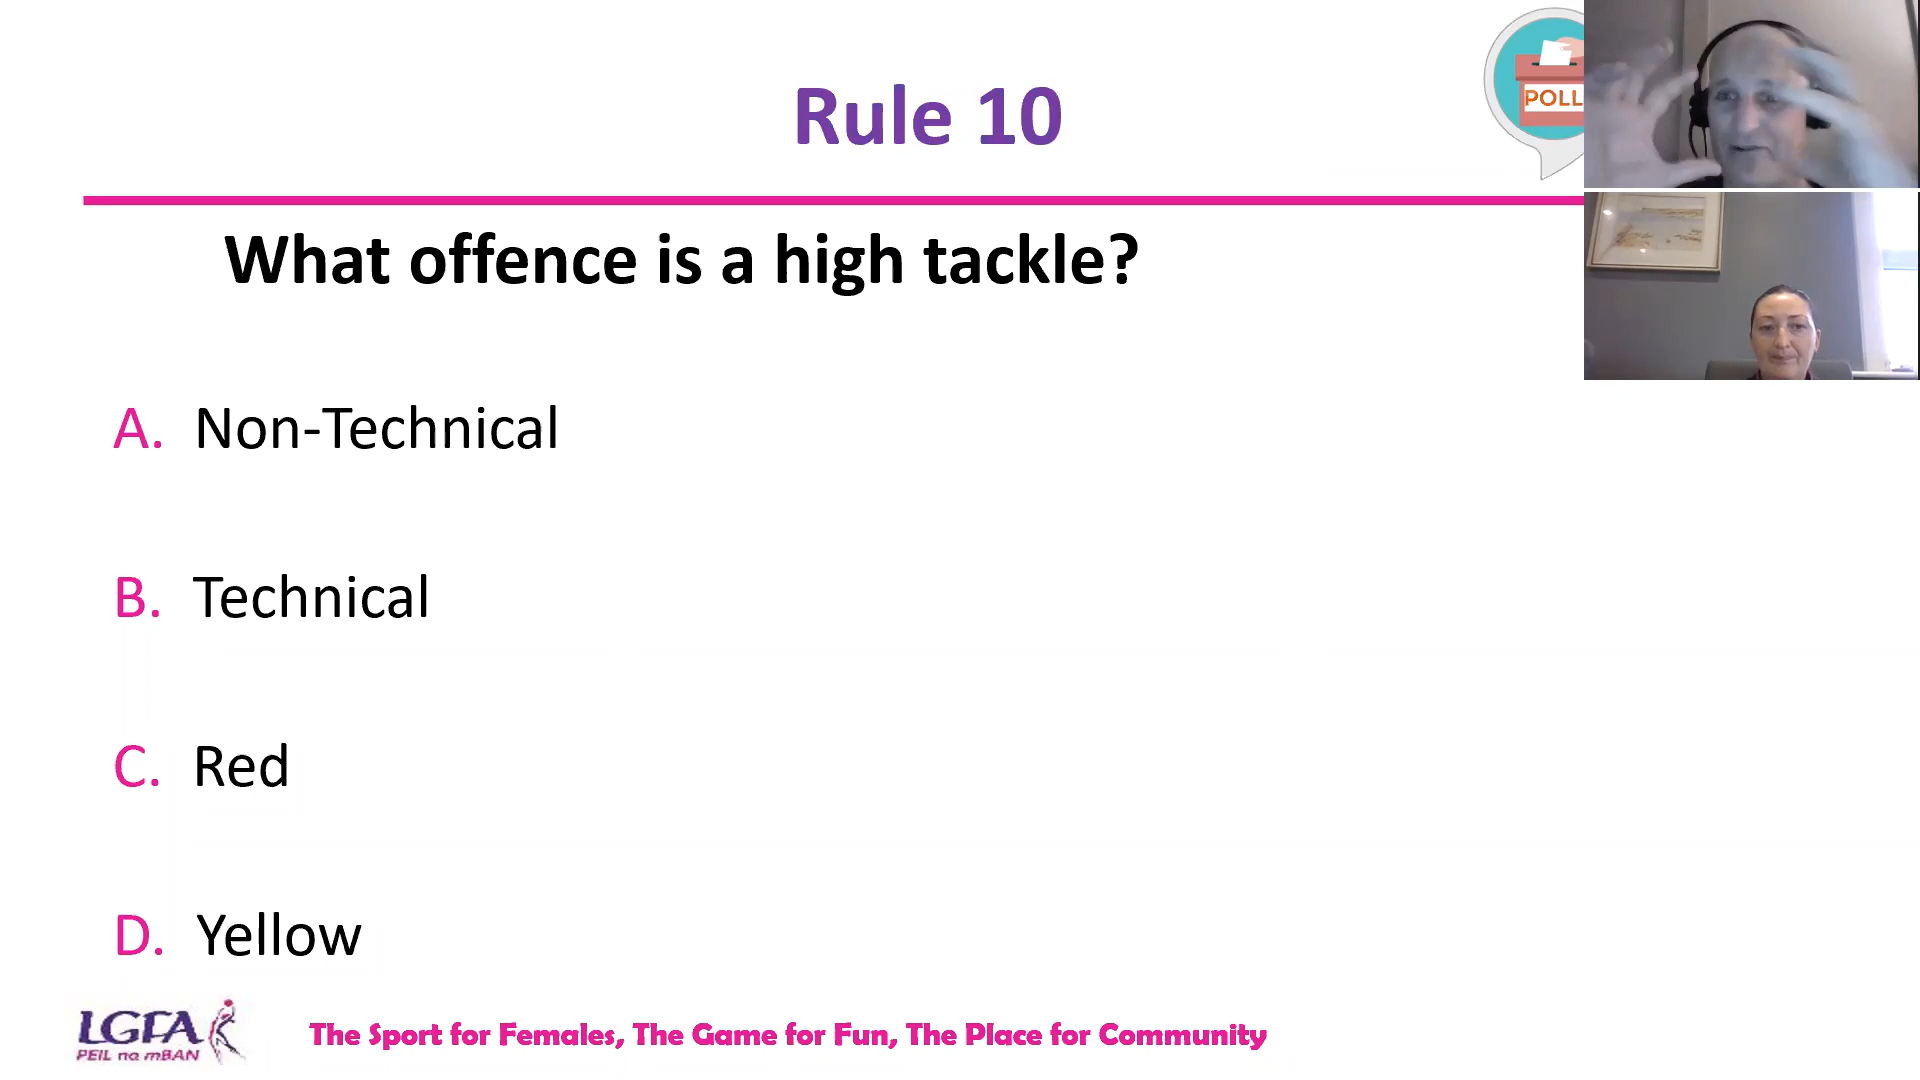 Rule 10
POLL
What offence is a high tackle?
A. Non-Technical
B. Technical
C. Red
D. Yellow
LGFA
PEIL na mBAN
The Sport for Females, The Game for Fun, The Place for Community